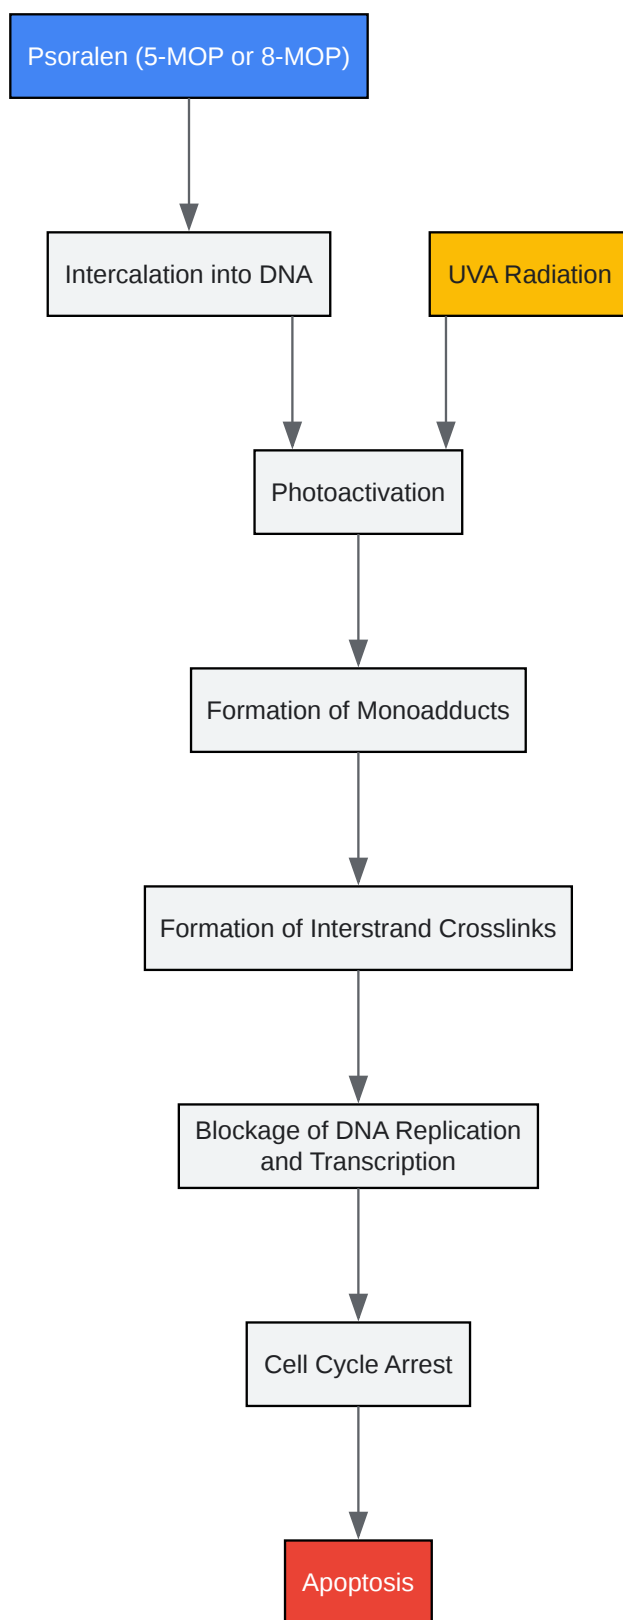 Psoralen (5-MOP or 8-MOP)
Intercalation into DNA
UVA Radiation
Photoactivation
Formation of Monoadducts
Formation of Interstrand Crosslinks
Blockage of DNA Replication
and Transcription
Cell Cycle Arrest
Apoptosis